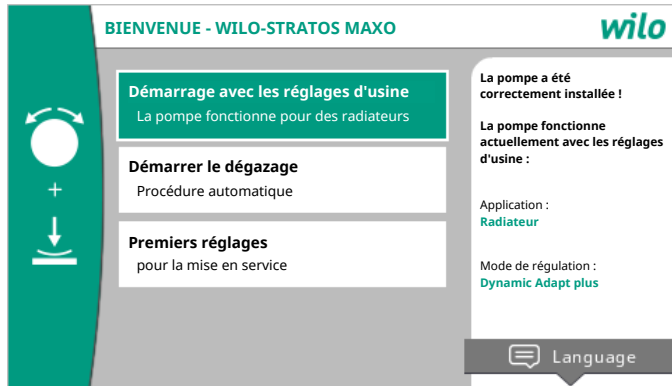 BIENVENUE - WILO-STRATOS MAXO
wilo
Démarrage avec les réglages d'usine
La pompe fonctionne pour des radiateurs
Démarrer le dégazage
Procédure automatique
Premiers réglages
pour la mise en service
+
La pompe a été
correctement installée !
La pompe fonctionne
actuellement avec les réglages
d'usine :
Application :
Radiateur
Mode de régulation :
Dynamic Adapt plus
Language